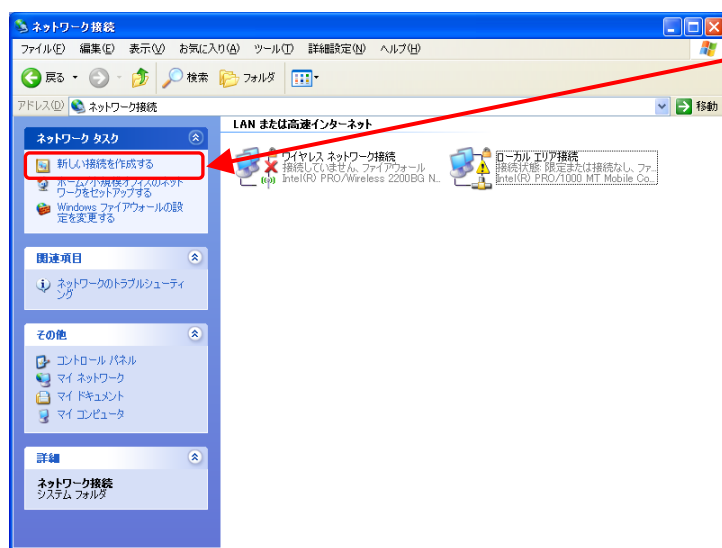 ネットワーク接続
ファイル(F) 編集(E) 表示(V) お気に入り(A) ツール(T) 詳細設定(N) ヘルプ(H)
戻る 検索 フォルダ
アドレス(D) ネットワーク接続 移動
ネットワーク タスク
新しい接続を作成する
ホーム/小規模オフィスのネット
ワークをセットアップする
Windows ファイアウォールの設
定を変更する
関連項目
ネットワークのトラブルシューティ
ング
その他
コントロール パネル
マイ ネットワーク
マイ ドキュメント
マイ コンピュータ
詳細
ネットワーク接続
システム フォルダ
LAN または高速インターネット
ワイヤレス ネットワーク接続
接続していません、ファイアウォール
Intel(R) PRO/Wireless 2200BG N...
ローカル エリア接続
接続状態: 限定または接続なし、ファ...
Intel(R) PRO/1000 MT Mobile Co...